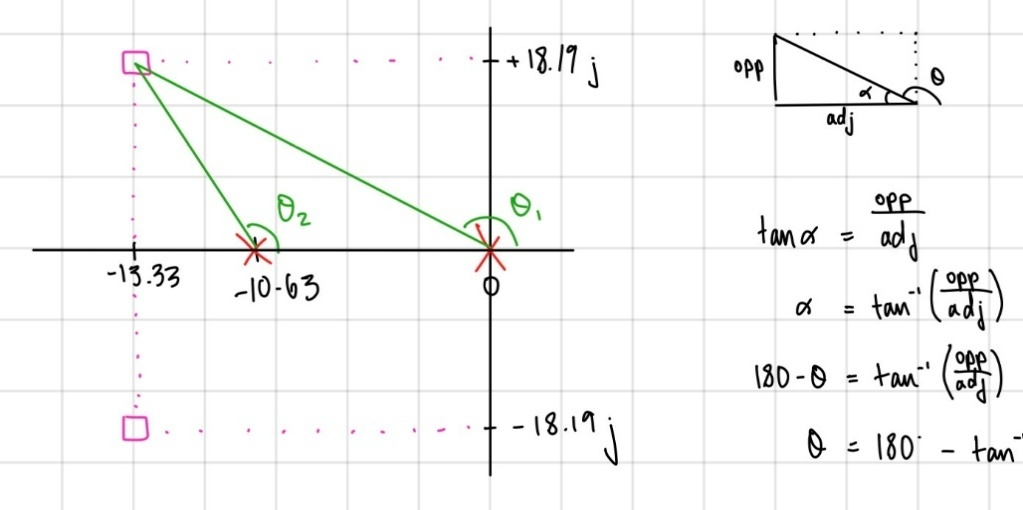 +18.19 j
θ₂
θ₁
-13.33
-10.63
0
-18.19 j
opp
α
θ
adj
tan α = opp/adj
α = tan⁻¹(opp/adj)
180 - θ = tan⁻¹(opp/adj)
θ = 180° - tan⁻